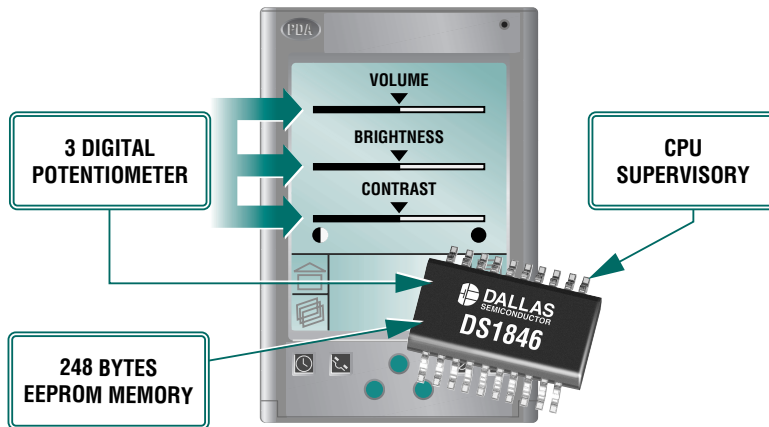 PDA
VOLUME
BRIGHTNESS
CONTRAST
3 DIGITAL
POTENTIOMETER
CPU
SUPERVISORY
248 BYTES
EEPROM MEMORY
DALLAS
SEMICONDUCTOR
DS1846